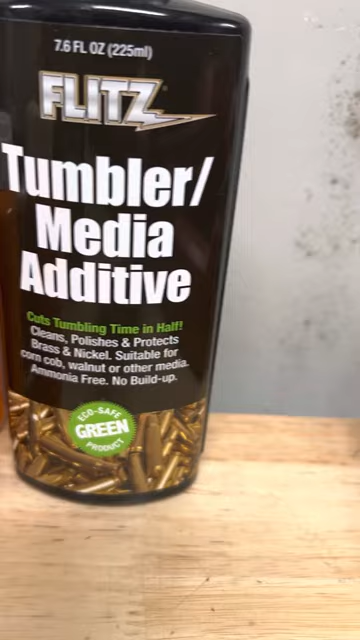 7.6 FL OZ (225ml)
FLITZ
Tumbler/
Media
Additive
Cuts Tumbling Time in Half!
Cleans, Polishes & Protects
Brass & Nickel. Suitable for
corn cob, walnut or other media.
Ammonia Free. No Build-up.
ECO-SAFE
GREEN
PRODUCT